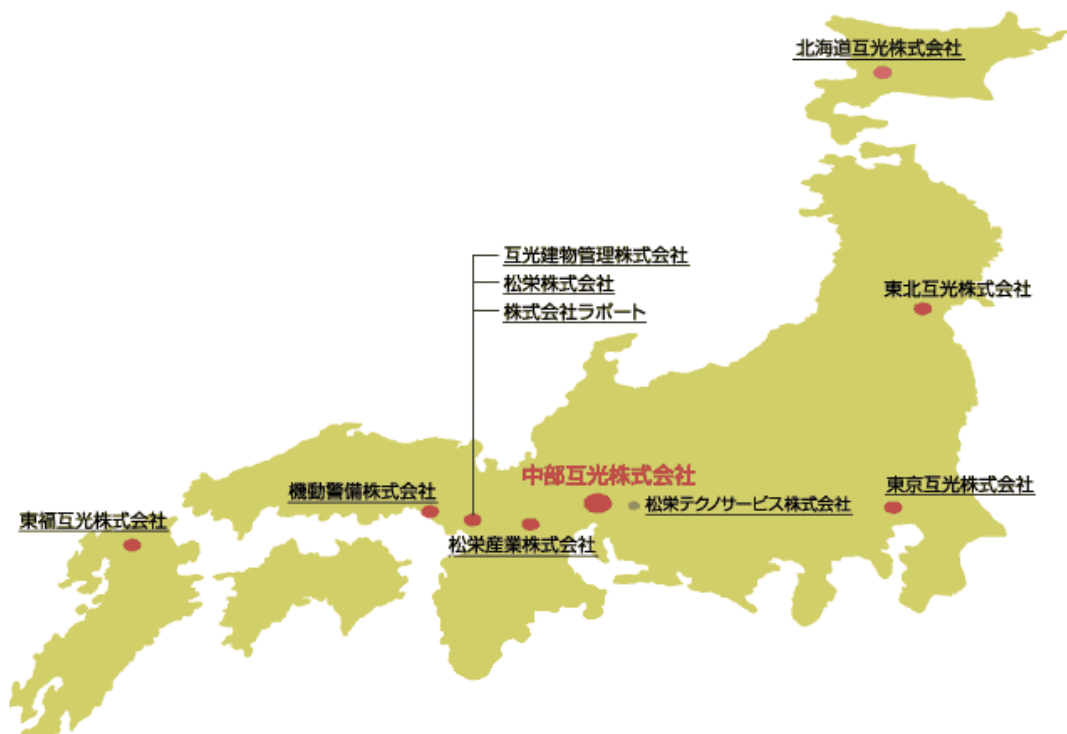 北海道互光株式会社
互光建物管理株式会社
松栄株式会社
株式会社ラポート
東北互光株式会社
中部互光株式会社
機動警備株式会社
松栄テクノサービス株式会社
東京互光株式会社
東福互光株式会社
松栄産業株式会社